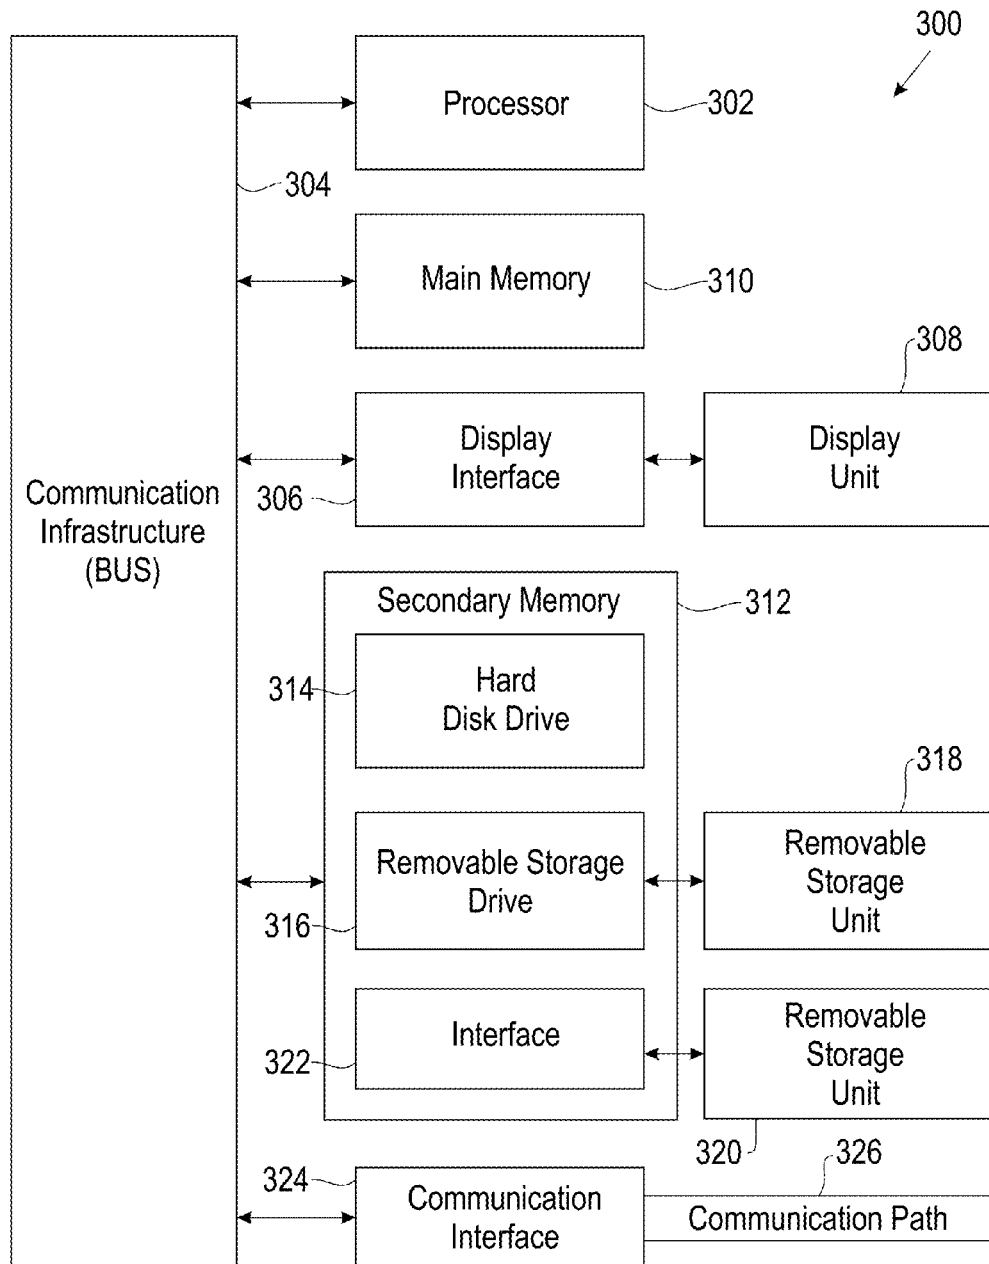 300
Processor
302
304
Main Memory
310
308
Display
Interface
306
Display
Unit
Communication
Infrastructure
(BUS)
Secondary Memory
312
314
Hard
Disk Drive
318
Removable Storage
Drive
316
Removable
Storage
Unit
Interface
322
Removable
Storage
Unit
320
326
324
Communication
Interface
Communication Path